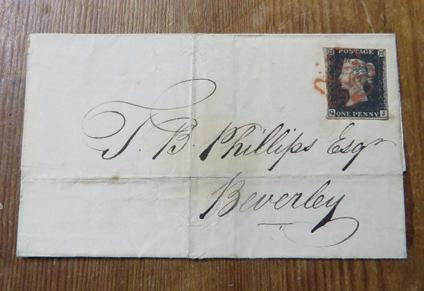 POSTAGE
ONE PENNY
T. B. Phillips Esqr
Beverley